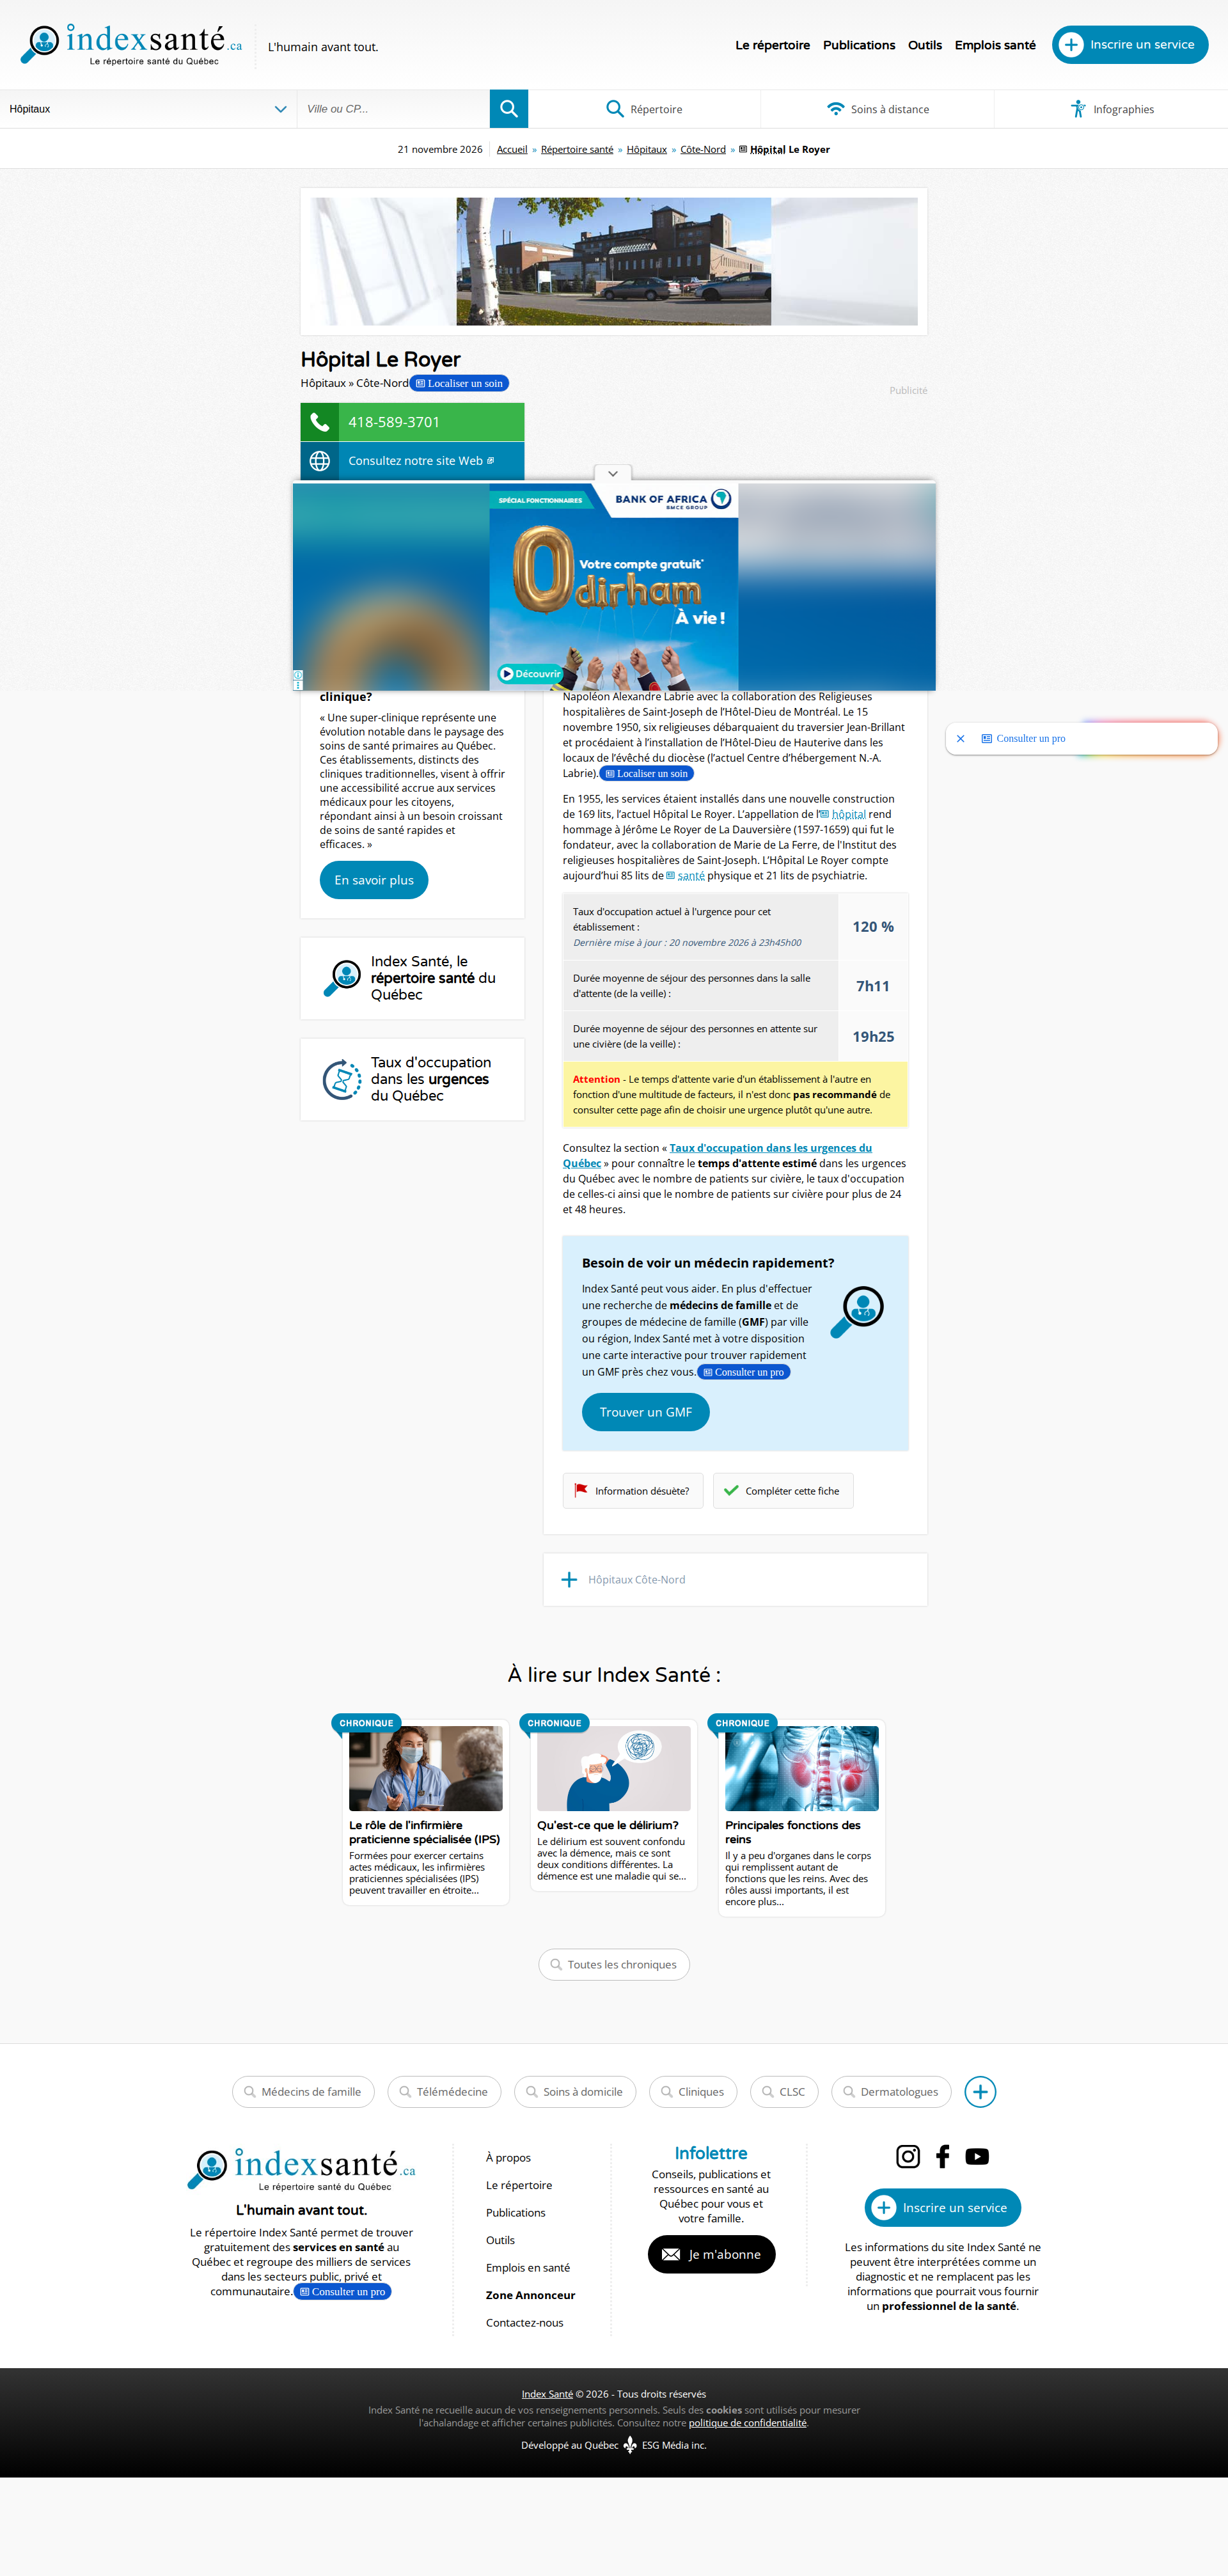 indexsanté.ca
Le répertoire santé du Québec
L'humain avant tout.
Le répertoire
Publications
Outils
Emplois santé
Inscrire un service
Hôpitaux
Ville ou CP...
Répertoire
Soins à distance
Infographies
21 novembre 2026
Accueil » Répertoire santé » Hôpitaux » Côte-Nord » Hôpital Le Royer
Hôpital Le Royer
Hôpitaux » Côte-Nord Localiser un soin
Publicité
418-589-3701
Consultez notre site Web
SPÉCIAL FONCTIONNAIRES
BANK OF AFRICA
BMCE GROUP
Votre compte gratuit*
0dirham
À vie !
Découvrir
clinique?
« Une super-clinique représente une
évolution notable dans le paysage des
soins de santé primaires au Québec.
Ces établissements, distincts des
cliniques traditionnelles, visent à offrir
une accessibilité accrue aux services
médicaux pour les citoyens,
répondant ainsi à un besoin croissant
de soins de santé rapides et
efficaces. »
En savoir plus
Index Santé, le
répertoire santé du
Québec
Taux d'occupation
dans les urgences
du Québec
Napoléon Alexandre Labrie avec la collaboration des Religieuses
hospitalières de Saint-Joseph de l'Hôtel-Dieu de Montréal. Le 15
novembre 1950, six religieuses débarquaient du traversier Jean-Brillant
et procédaient à l'installation de l'Hôtel-Dieu de Hauterive dans les
locaux de l'évêché du diocèse (l'actuel Centre d'hébergement N.-A.
Labrie). Localiser un soin
En 1955, les services étaient installés dans une nouvelle construction
de 169 lits, l'actuel Hôpital Le Royer. L'appellation de l' hôpital rend
hommage à Jérôme Le Royer de La Dauversière (1597-1659) qui fut le
fondateur, avec la collaboration de Marie de La Ferre, de l'Institut des
religieuses hospitalières de Saint-Joseph. L'Hôpital Le Royer compte
aujourd'hui 85 lits de santé physique et 21 lits de psychiatrie.
Taux d'occupation actuel à l'urgence pour cet
établissement :
Dernière mise à jour : 20 novembre 2026 à 23h45h00
120 %
Durée moyenne de séjour des personnes dans la salle
d'attente (de la veille) :
7h11
Durée moyenne de séjour des personnes en attente sur
une civière (de la veille) :
19h25
Attention - Le temps d'attente varie d'un établissement à l'autre en
fonction d'une multitude de facteurs, il n'est donc pas recommandé de
consulter cette page afin de choisir une urgence plutôt qu'une autre.
Consultez la section « Taux d'occupation dans les urgences du
Québec » pour connaître le temps d'attente estimé dans les urgences
du Québec avec le nombre de patients sur civière, le taux d'occupation
de celles-ci ainsi que le nombre de patients sur civière pour plus de 24
et 48 heures.
Besoin de voir un médecin rapidement?
Index Santé peut vous aider. En plus d'effectuer
une recherche de médecins de famille et de
groupes de médecine de famille (GMF) par ville
ou région, Index Santé met à votre disposition
une carte interactive pour trouver rapidement
un GMF près chez vous. Consulter un pro
Trouver un GMF
Information désuète?
Compléter cette fiche
Hôpitaux Côte-Nord
Consulter un pro
À lire sur Index Santé :
CHRONIQUE
Le rôle de l'infirmière
praticienne spécialisée (IPS)
Formées pour exercer certains
actes médicaux, les infirmières
praticiennes spécialisées (IPS)
peuvent travailler en étroite...
CHRONIQUE
Qu'est-ce que le délirium?
Le délirium est souvent confondu
avec la démence, mais ce sont
deux conditions différentes. La
démence est une maladie qui se...
CHRONIQUE
Principales fonctions des
reins
Il y a peu d'organes dans le corps
qui remplissent autant de
fonctions que les reins. Avec des
rôles aussi importants, il est
encore plus...
Toutes les chroniques
Médecins de famille
Télémédecine
Soins à domicile
Cliniques
CLSC
Dermatologues
indexsanté.ca
Le répertoire santé du Québec
L'humain avant tout.
Le répertoire Index Santé permet de trouver
gratuitement des services en santé au
Québec et regroupe des milliers de services
dans les secteurs public, privé et
communautaire. Consulter un pro
À propos
Le répertoire
Publications
Outils
Emplois en santé
Zone Annonceur
Contactez-nous
Infolettre
Conseils, publications et
ressources en santé au
Québec pour vous et
votre famille.
Je m'abonne
Inscrire un service
Les informations du site Index Santé ne
peuvent être interprétées comme un
diagnostic et ne remplacent pas les
informations que pourrait vous fournir
un professionnel de la santé.
Index Santé © 2026 - Tous droits réservés
Index Santé ne recueille aucun de vos renseignements personnels. Seuls des cookies sont utilisés pour mesurer
l'achalandage et afficher certaines publicités. Consultez notre politique de confidentialité.
Développé au Québec ESG Média inc.